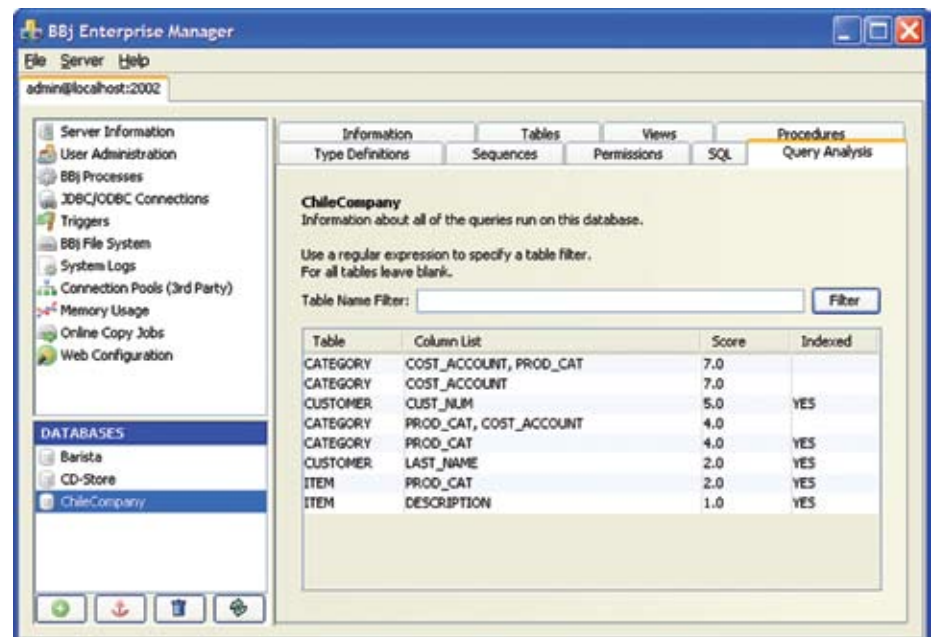 BBj Enterprise Manager
File Server Help
admin@localhost:2002
Server Information
User Administration
BBj Processes
JDBC/ODBC Connections
Triggers
BBj File System
System Logs
Connection Pools (3rd Party)
Memory Usage
Online Copy Jobs
Web Configuration
DATABASES
Barista
CD-Store
ChileCompany
Information Tables Views Procedures
Type Definitions Sequences Permissions SQL Query Analysis
ChileCompany
Information about all of the queries run on this database.
Use a regular expression to specify a table filter.
For all tables leave blank.
Table Name Filter: Filter
Table Column List Score Indexed
CATEGORY COST_ACCOUNT, PROD_CAT 7.0
CATEGORY COST_ACCOUNT 7.0
CUSTOMER CUST_NUM 5.0 YES
CATEGORY PROD_CAT, COST_ACCOUNT 4.0
CATEGORY PROD_CAT 4.0 YES
CUSTOMER LAST_NAME 2.0 YES
ITEM PROD_CAT 2.0 YES
ITEM DESCRIPTION 1.0 YES